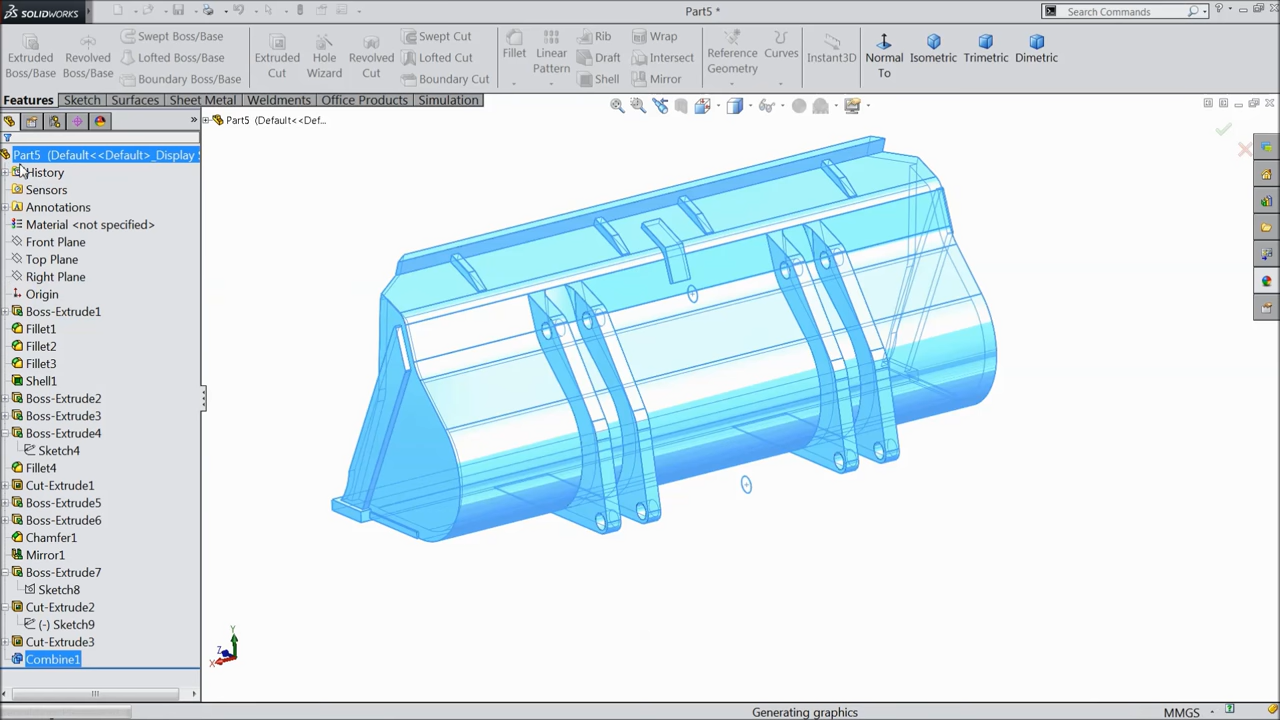 SOLIDWORKS
Part5 *
Search Commands
Extruded Boss/Base
Revolved Boss/Base
Swept Boss/Base
Lofted Boss/Base
Boundary Boss/Base
Extruded Cut
Hole Wizard
Revolved Cut
Swept Cut
Lofted Cut
Boundary Cut
Fillet
Linear Pattern
Rib
Draft
Shell
Wrap
Intersect
Mirror
Reference Geometry
Curves
Instant3D
Normal To
Isometric
Trimetric
Dimetric
Features
Sketch
Surfaces
Sheet Metal
Weldments
Office Products
Simulation
Part5 (Default<<Def...
Part5 (Default<<Default>_Display S
History
Sensors
Annotations
Material <not specified>
Front Plane
Top Plane
Right Plane
Origin
Boss-Extrude1
Fillet1
Fillet2
Fillet3
Shell1
Boss-Extrude2
Boss-Extrude3
Boss-Extrude4
Sketch4
Fillet4
Cut-Extrude1
Boss-Extrude5
Boss-Extrude6
Chamfer1
Mirror1
Boss-Extrude7
Sketch8
Cut-Extrude2
(-) Sketch9
Cut-Extrude3
Combine1
Y
Z
X
Generating graphics
MMGS